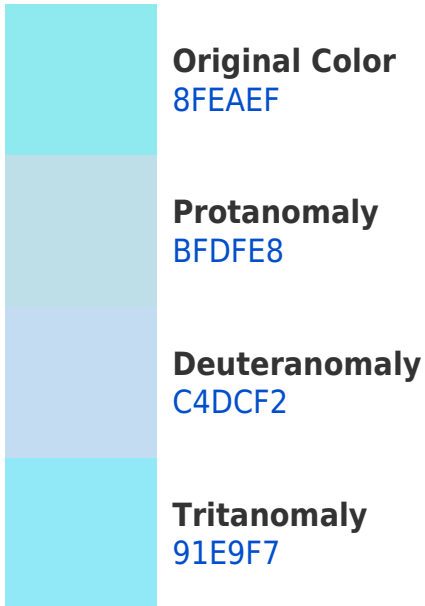 Original Color
8FEAEF
Protanomaly
BFDFE8
Deuteranomaly
C4DCF2
Tritanomaly
91E9F7